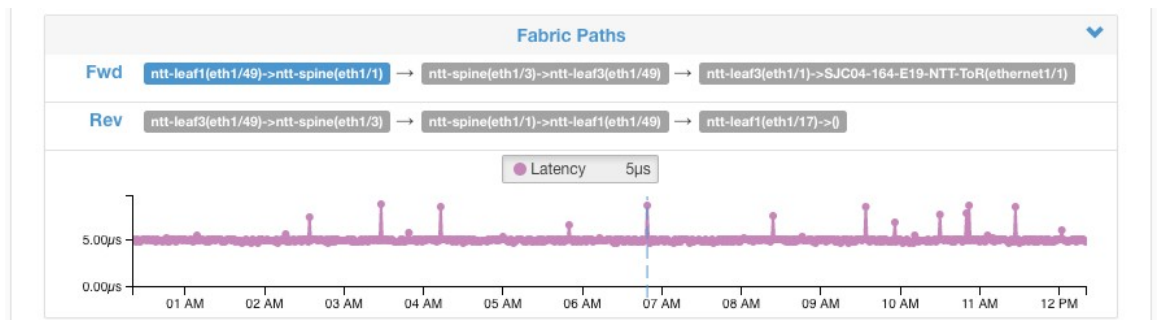 Fabric Paths
Fwd ntt-leaf1(eth1/49)->ntt-spine(eth1/1) → ntt-spine(eth1/3)->ntt-leaf3(eth1/49) → ntt-leaf3(eth1/1)->SJC04-164-E19-NTT-ToR(ethernet1/1)
Rev ntt-leaf3(eth1/49)->ntt-spine(eth1/3) → ntt-spine(eth1/1)->ntt-leaf1(eth1/49) → ntt-leaf1(eth1/17)->()
Latency 5µs
5.00µs
0.00µs
01 AM 02 AM 03 AM 04 AM 05 AM 06 AM 07 AM 08 AM 09 AM 10 AM 11 AM 12 PM